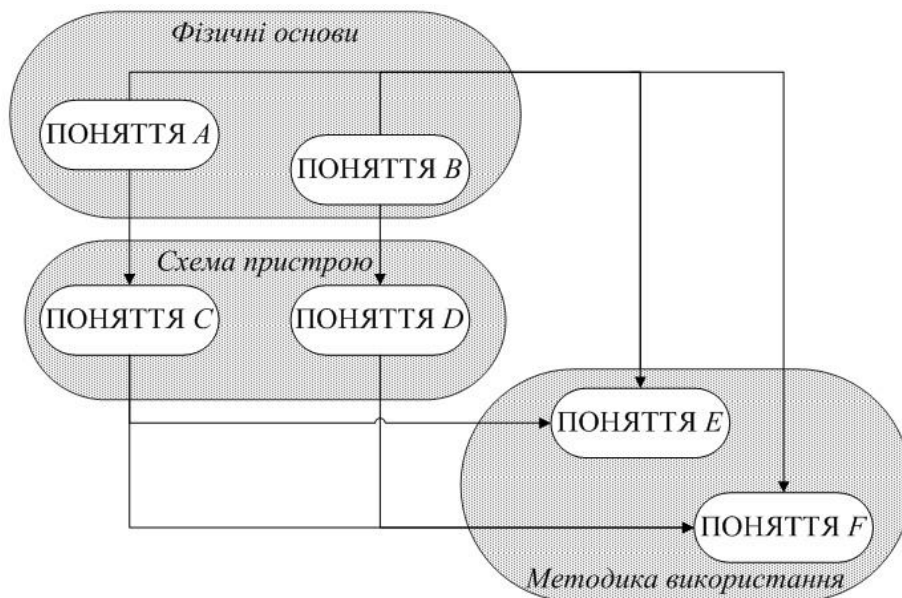 Фізичні основи
ПОНЯТТЯ A
ПОНЯТТЯ B
Схема пристрою
ПОНЯТТЯ C
ПОНЯТТЯ D
ПОНЯТТЯ E
ПОНЯТТЯ F
Методика використання